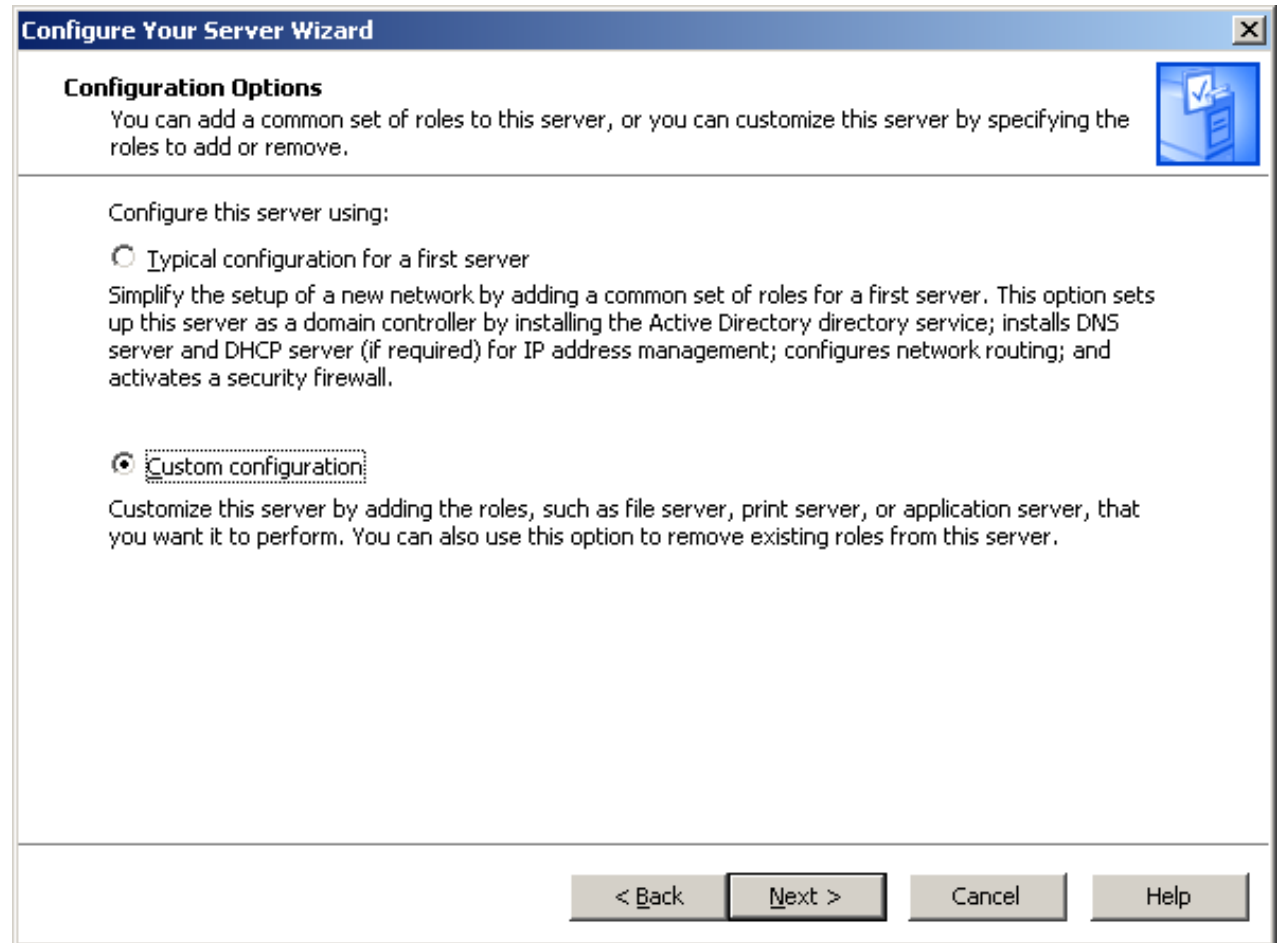 Configure Your Server Wizard
Configuration Options
You can add a common set of roles to this server, or you can customize this server by specifying the
roles to add or remove.
Configure this server using:
Typical configuration for a first server
Simplify the setup of a new network by adding a common set of roles for a first server. This option sets
up this server as a domain controller by installing the Active Directory directory service; installs DNS
server and DHCP server (if required) for IP address management; configures network routing; and
activates a security firewall.
Custom configuration
Customize this server by adding the roles, such as file server, print server, or application server, that
you want it to perform. You can also use this option to remove existing roles from this server.
< Back Next > Cancel Help